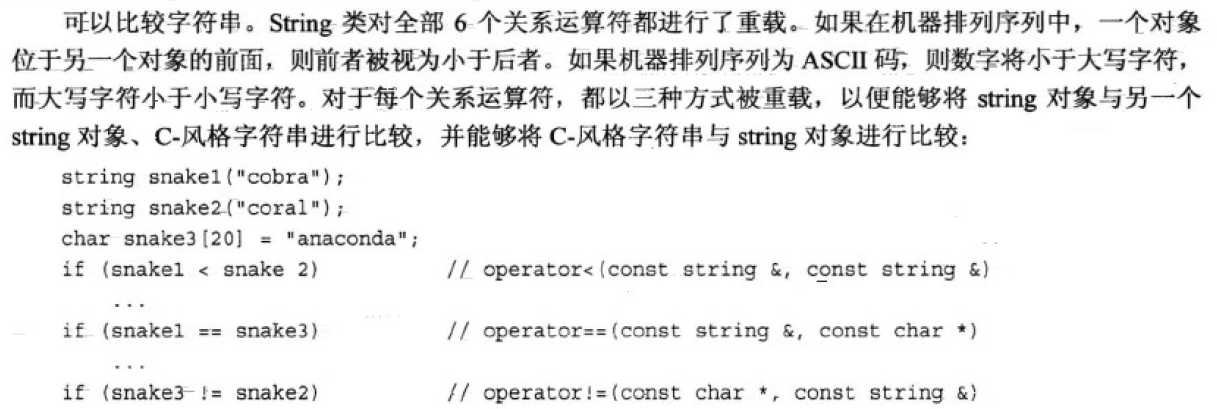 可以比较字符串。String 类对全部 6 个关系运算符都进行了重载。如果在机器排列序列中，一个对象
位于另一个对象的前面，则前者被视为小于后者。如果机器排列序列为 ASCII 码，则数字将小于大写字符，
而大写字符小于小写字符。对于每个关系运算符，都以三种方式被重载，以便能够将 string 对象与另一个
string 对象、C-风格字符串进行比较，并能够将 C-风格字符串与 string 对象进行比较：
string snake1("cobra");
string snake2("coral");
char snake3[20] = "anaconda";
if (snake1 < snake 2) // operator<(const string &, const string &)
...
if (snake1 == snake3) // operator==(const string &, const char *)
...
if (snake3 != snake2) // operator!=(const char *, const string &)